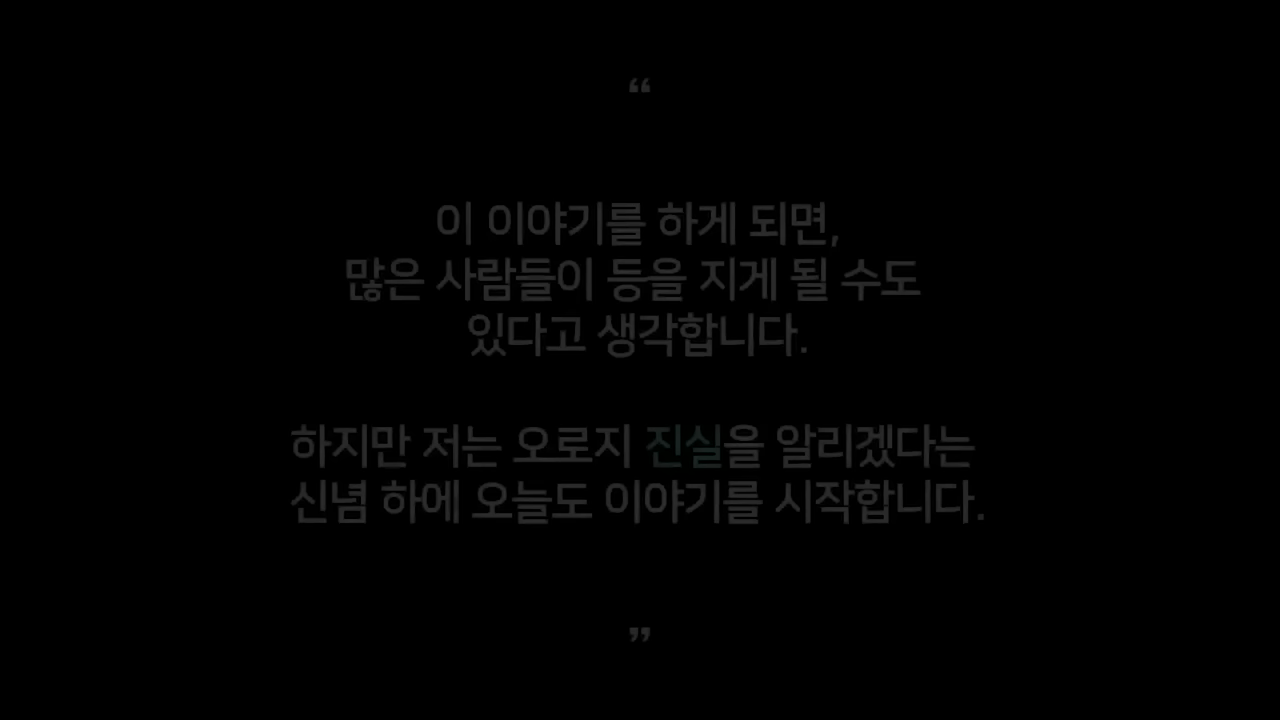 “
이 이야기를 하게 되면,
많은 사람들이 등을 지게 될 수도
있다고 생각합니다.
하지만 저는 오로지 진실을 알리겠다는
신념 하에 오늘도 이야기를 시작합니다.
”